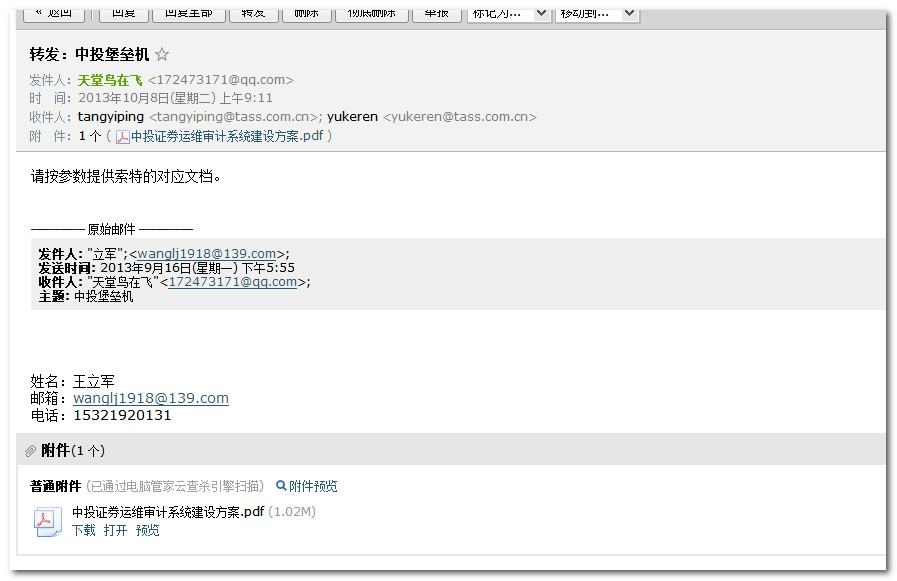 « 返回 回复 回复全部 转发 删除 彻底删除 举报 标记为... 移动到...
转发：中投堡垒机 ☆
发件人：天堂鸟在飞 <172473171@qq.com>
时 间：2013年10月8日(星期二) 上午9:11
收件人：tangyiping <tangyiping@tass.com.cn>; yukeren <yukeren@tass.com.cn>
附 件：1 个 ( 中投证券运维审计系统建设方案.pdf )
请按参数提供索特的对应文档。
------------------ 原始邮件 ------------------
发件人: "立军";<wanglj1918@139.com>;
发送时间: 2013年9月16日(星期一) 下午5:55
收件人: "天堂鸟在飞"<172473171@qq.com>;
主题: 中投堡垒机
姓名：王立军
邮箱：wanglj1918@139.com
电话：15321920131
附件(1 个)
普通附件 (已通过电脑管家云查杀引擎扫描) 附件预览
中投证券运维审计系统建设方案.pdf (1.02M)
下载 打开 预览